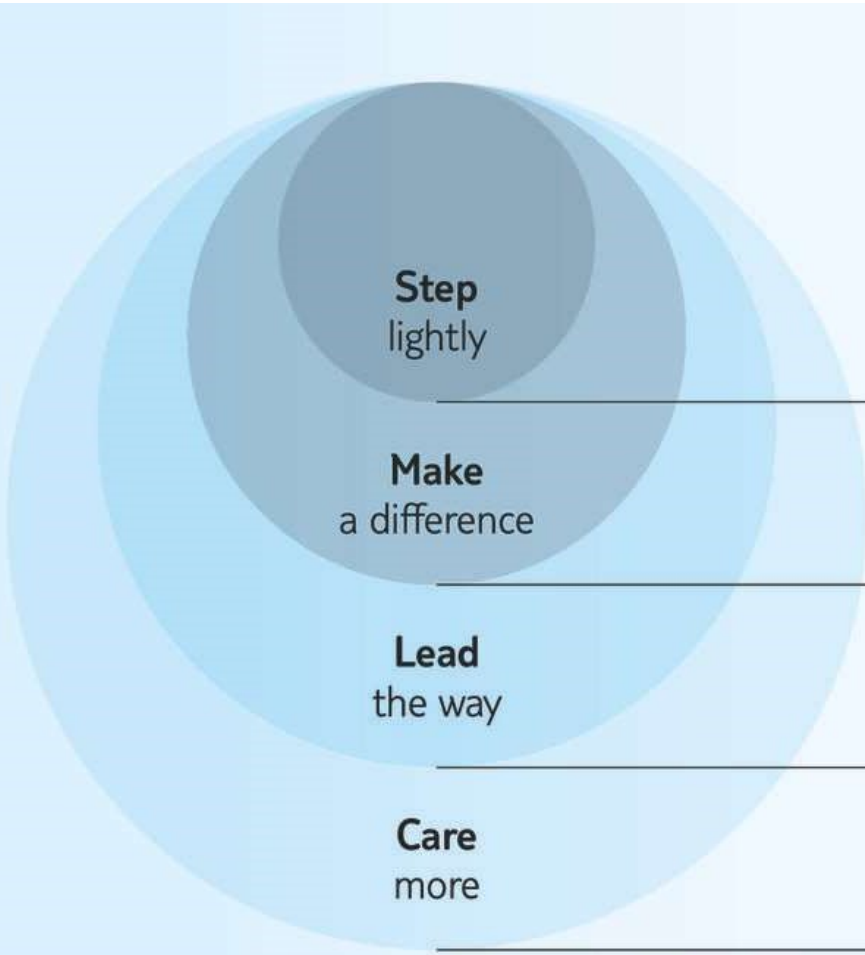 Step
lightly
Make
a difference
Lead
the way
Care
more